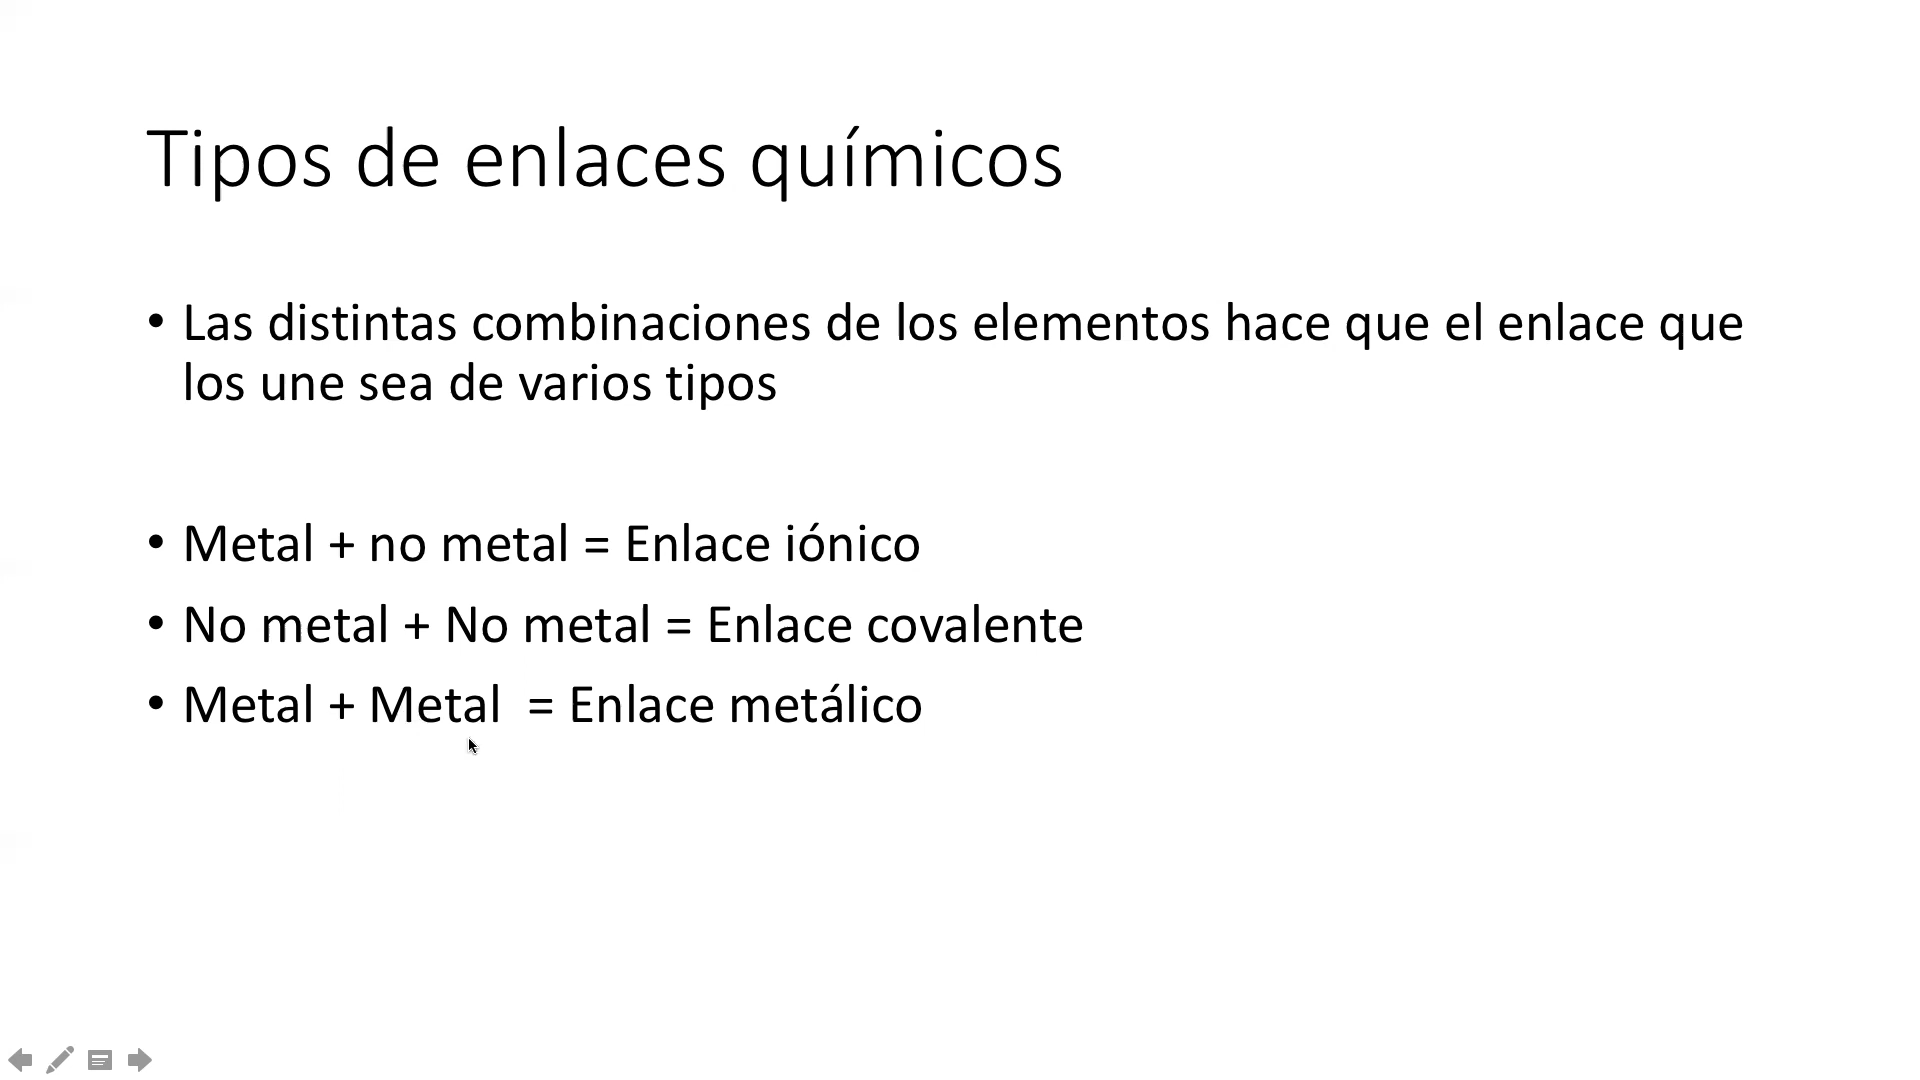 Tipos de enlaces químicos
• Las distintas combinaciones de los elementos hace que el enlace que
los une sea de varios tipos
• Metal + no metal = Enlace iónico
• No metal + No metal = Enlace covalente
• Metal + Metal  = Enlace metálico